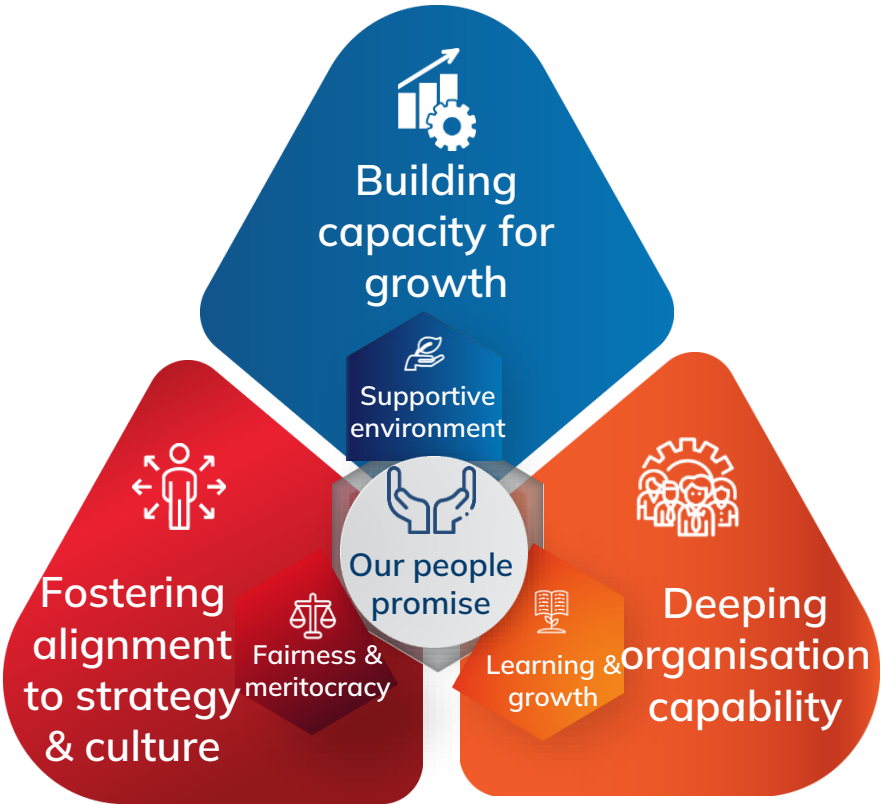 Building
capacity for
growth
Supportive
environment
Our people
promise
Fostering
alignment
to strategy
& culture
Fairness &
meritocracy
Learning &
growth
Deeping
organisation
capability